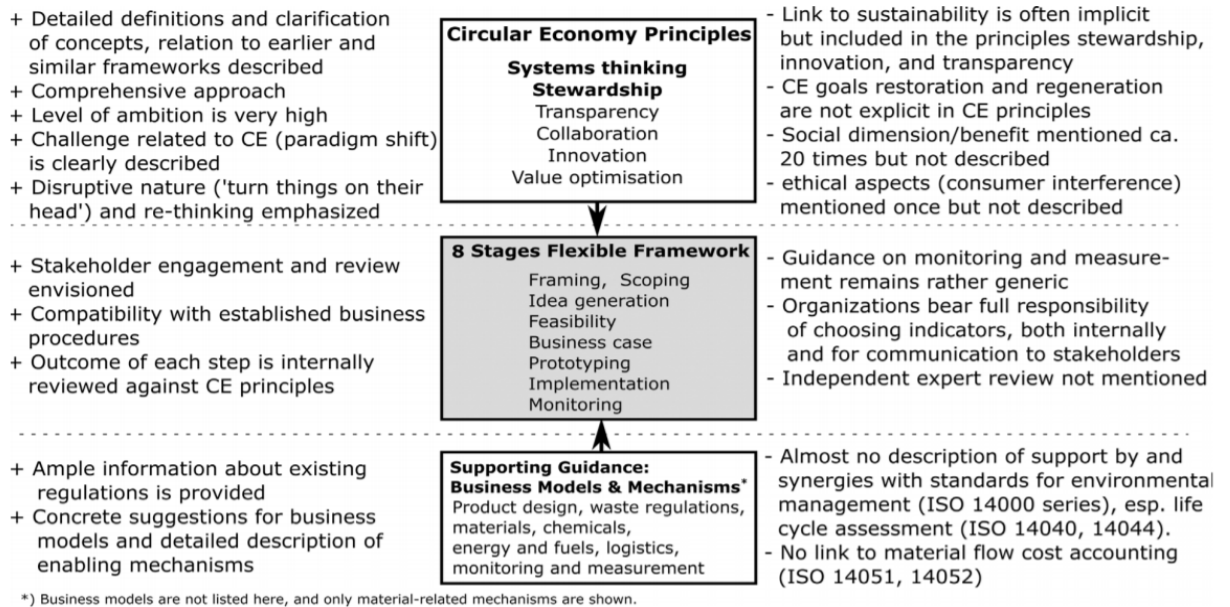 + Detailed definitions and clarification
of concepts, relation to earlier and
similar frameworks described
+ Comprehensive approach
+ Level of ambition is very high
+ Challenge related to CE (paradigm shift)
is clearly described
+ Disruptive nature ('turn things on their
head') and re-thinking emphasized
Circular Economy Principles
Systems thinking
Stewardship
Transparency
Collaboration
Innovation
Value optimisation
- Link to sustainability is often implicit
but included in the principles stewardship,
innovation, and transparency
- CE goals restoration and regeneration
are not explicit in CE principles
- Social dimension/benefit mentioned ca.
20 times but not described
- ethical aspects (consumer interference)
mentioned once but not described
+ Stakeholder engagement and review
envisioned
+ Compatibility with established business
procedures
+ Outcome of each step is internally
reviewed against CE principles
8 Stages Flexible Framework
Framing, Scoping
Idea generation
Feasibility
Business case
Prototyping
Implementation
Monitoring
- Guidance on monitoring and measure-
ment remains rather generic
- Organizations bear full responsibility
of choosing indicators, both internally
and for communication to stakeholders
- Independent expert review not mentioned
+ Ample information about existing
regulations is provided
+ Concrete suggestions for business
models and detailed description of
enabling mechanisms
Supporting Guidance:
Business Models & Mechanisms*
Product design, waste regulations,
materials, chemicals,
energy and fuels, logistics,
monitoring and measurement
- Almost no description of support by and
synergies with standards for environmental
management (ISO 14000 series), esp. life
cycle assessment (ISO 14040, 14044).
- No link to material flow cost accounting
(ISO 14051, 14052)
*) Business models are not listed here, and only material-related mechanisms are shown.